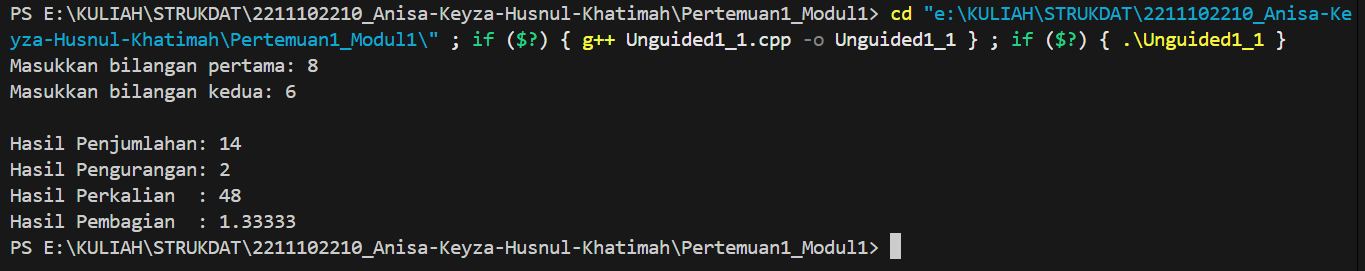 PS E:\KULIAH\STRUKDAT\2211102210_Anisa-Keyza-Husnul-Khatimah\Pertemuan1_Modul1> cd "e:\KULIAH\STRUKDAT\2211102210_Anisa-Ke
yza-Husnul-Khatimah\Pertemuan1_Modul1\" ; if ($?) { g++ Unguided1_1.cpp -o Unguided1_1 } ; if ($?) { .\Unguided1_1 }
Masukkan bilangan pertama: 8
Masukkan bilangan kedua: 6

Hasil Penjumlahan: 14
Hasil Pengurangan: 2
Hasil Perkalian  : 48
Hasil Pembagian  : 1.33333
PS E:\KULIAH\STRUKDAT\2211102210_Anisa-Keyza-Husnul-Khatimah\Pertemuan1_Modul1>